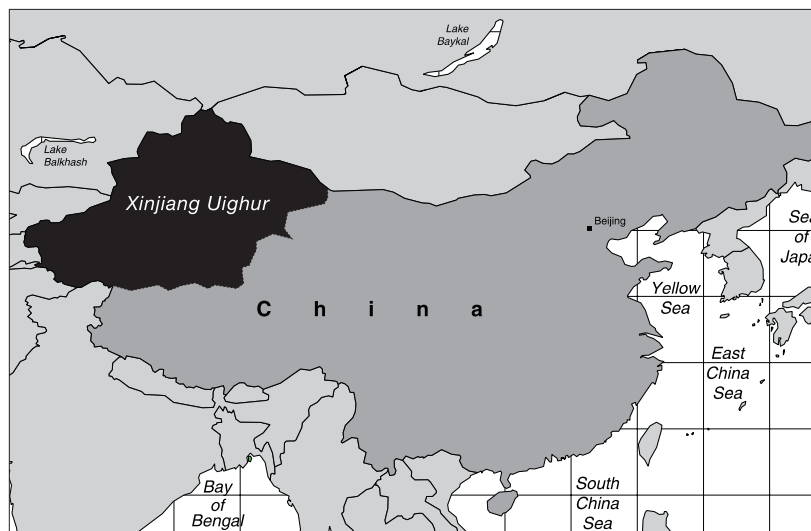 Lake
Baykal
Lake
Balkhash
Xinjiang Uighur
Beijing
Sea
of
Japa
China
Yellow
Sea
East
China
Sea
Bay
of
Bengal
South
China
Sea